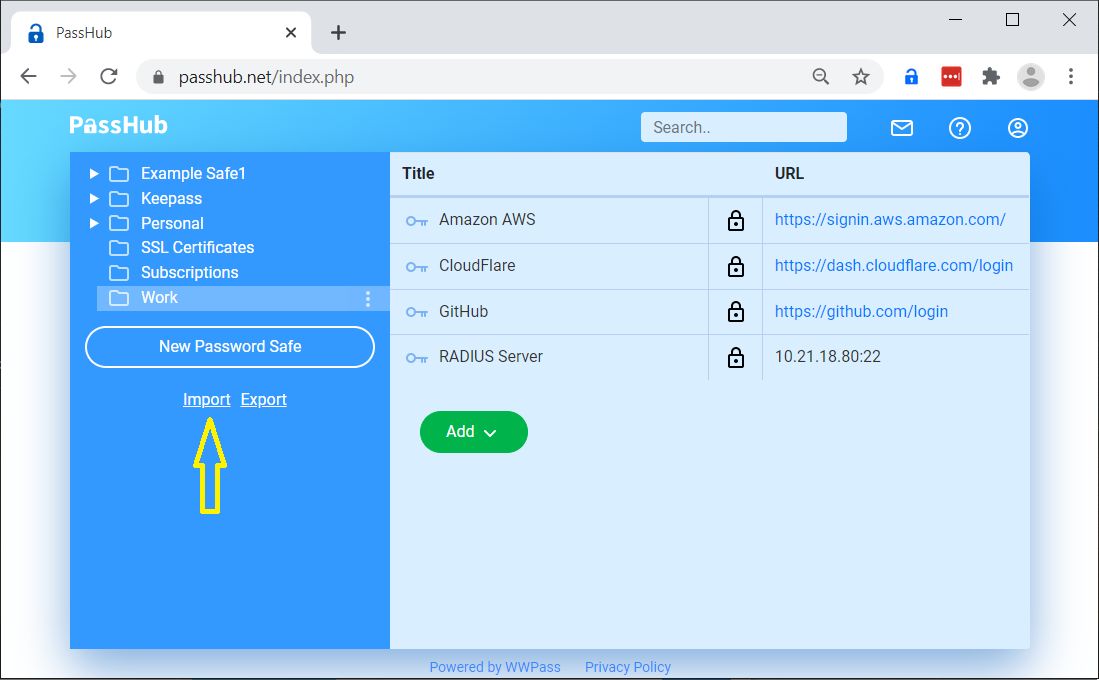 PassHub
passhub.net/index.php
PassHub
Search..
Example Safe1
Keepass
Personal
SSL Certificates
Subscriptions
Work
New Password Safe
Import Export
Title URL
Amazon AWS https://signin.aws.amazon.com/
CloudFlare https://dash.cloudflare.com/login
GitHub https://github.com/login
RADIUS Server 10.21.18.80:22
Add
Powered by WWPass Privacy Policy